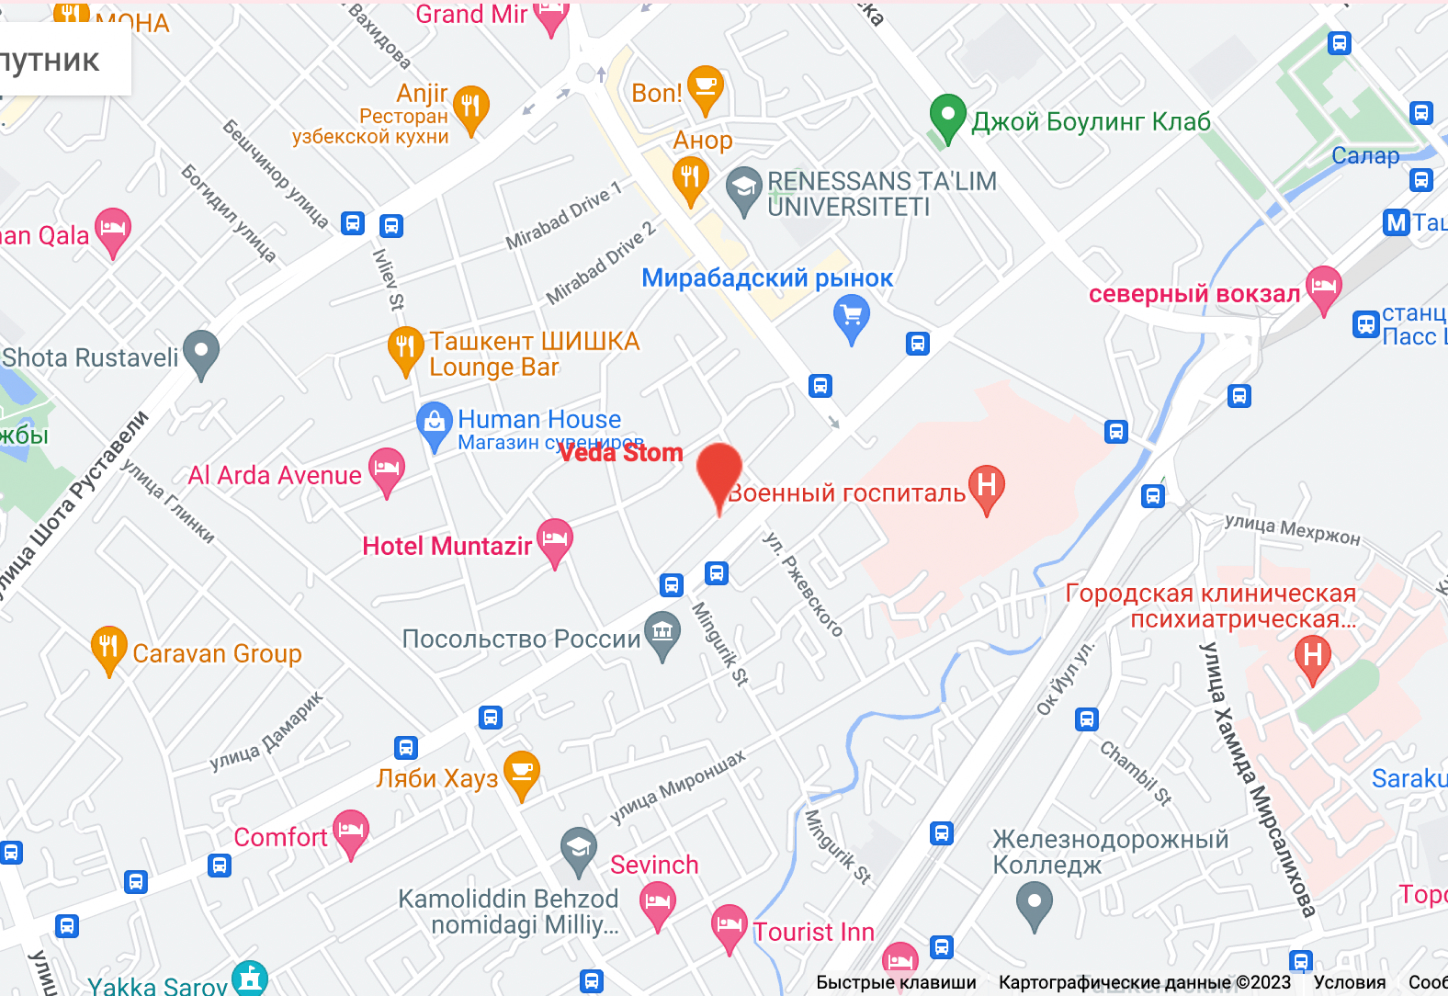 МОНА
Grand Mir
Вахидова
ска
путник
Anjir
Ресторан
узбекской кухни
Bon!
Анор
Джой Боулинг Клаб
Салар
Бешчинор улица
Богидил улица
RENESSANS TA'LIM
UNIVERSITETI
Mirabad Drive 1
Mirabad Drive 2
an Qala
Ivliev St
M
Таш
Мирабадский рынок
северный вокзал
станц
Пасс
Shota Rustaveli
Ташкент ШИШКА
Lounge Bar
Human House
Магазин сувениров
жбы
Veda Stom
улица Шота Руставели
улица Глинки
Al Arda Avenue
Военный госпиталь
H
Hotel Muntazir
улица Мехржон
ул. Ржевского
Городская клиническая
психиатрическая...
H
Посольство России
Mingurik St
Caravan Group
Ок Йул ул.
улица Хамида Мирсалихова
улица Дамарик
Ляби Хауз
улица Мироншах
Chambil St
Saraku
Comfort
Mingurik St
Железнодорожный
Колледж
Sevinch
Kamoliddin Behzod
nomidagi Milliy...
Торо
Tourist Inn
улиц
Yakka Saroy
Быстрые клавиши
Картографические данные ©2023
Условия
Сооб